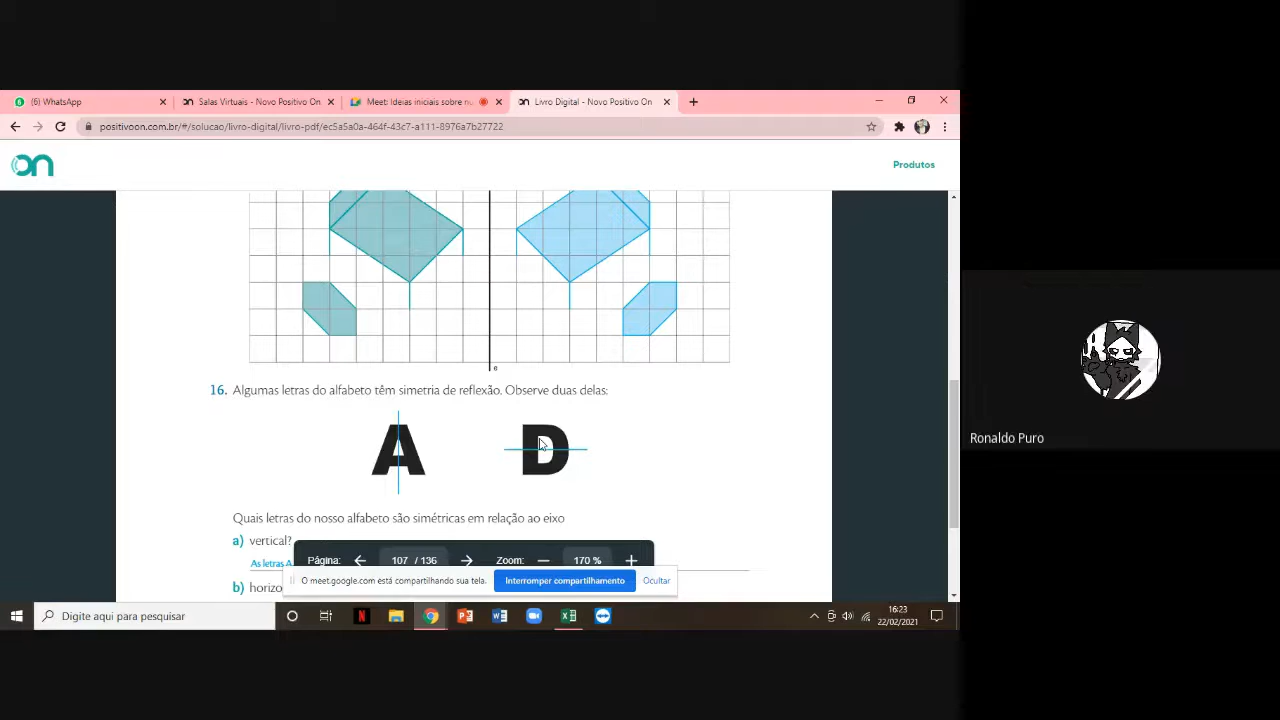 (6) WhatsApp
Salas Virtuais - Novo Positivo On
Meet: Ideias iniciais sobre nu
Livro Digital - Novo Positivo On
positivoon.com.br/#/solucao/livro-digital/livro-pdf/ec5a5a0a-464f-43c7-a111-8976a7b27722
on
Produtos
e
16. Algumas letras do alfabeto têm simetria de reflexão. Observe duas delas:
A D
Quais letras do nosso alfabeto são simétricas em relação ao eixo
a) vertical?
As letras A
Página: 107 / 136 Zoom: 170 %
O meet.google.com está compartilhando sua tela. Interromper compartilhamento Ocultar
b) horizo
Digite aqui para pesquisar
16:23
22/02/2021
Ronaldo Puro